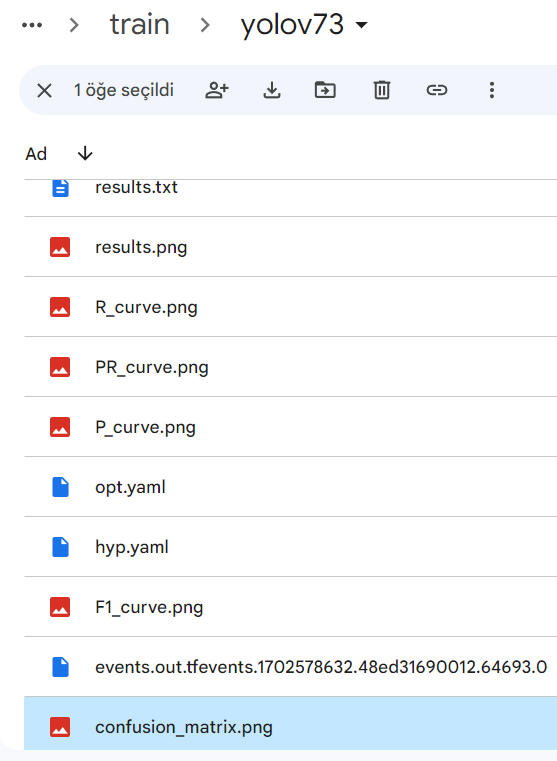 ... > train > yolov73
1 öğe seçildi
Ad
results.txt
results.png
R_curve.png
PR_curve.png
P_curve.png
opt.yaml
hyp.yaml
F1_curve.png
events.out.tfevents.1702578632.48ed31690012.64693.0
confusion_matrix.png